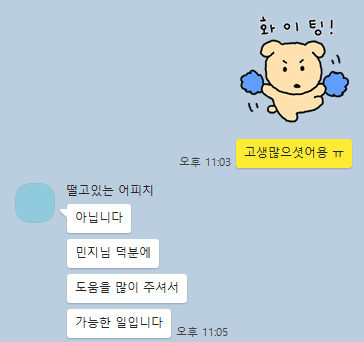 화이팅!
오후 11:03 고생많으셧어용 ㅠ
떨고있는 어피치
아닙니다
민지님 덕분에
도움을 많이 주셔서
가능한 일입니다 오후 11:05